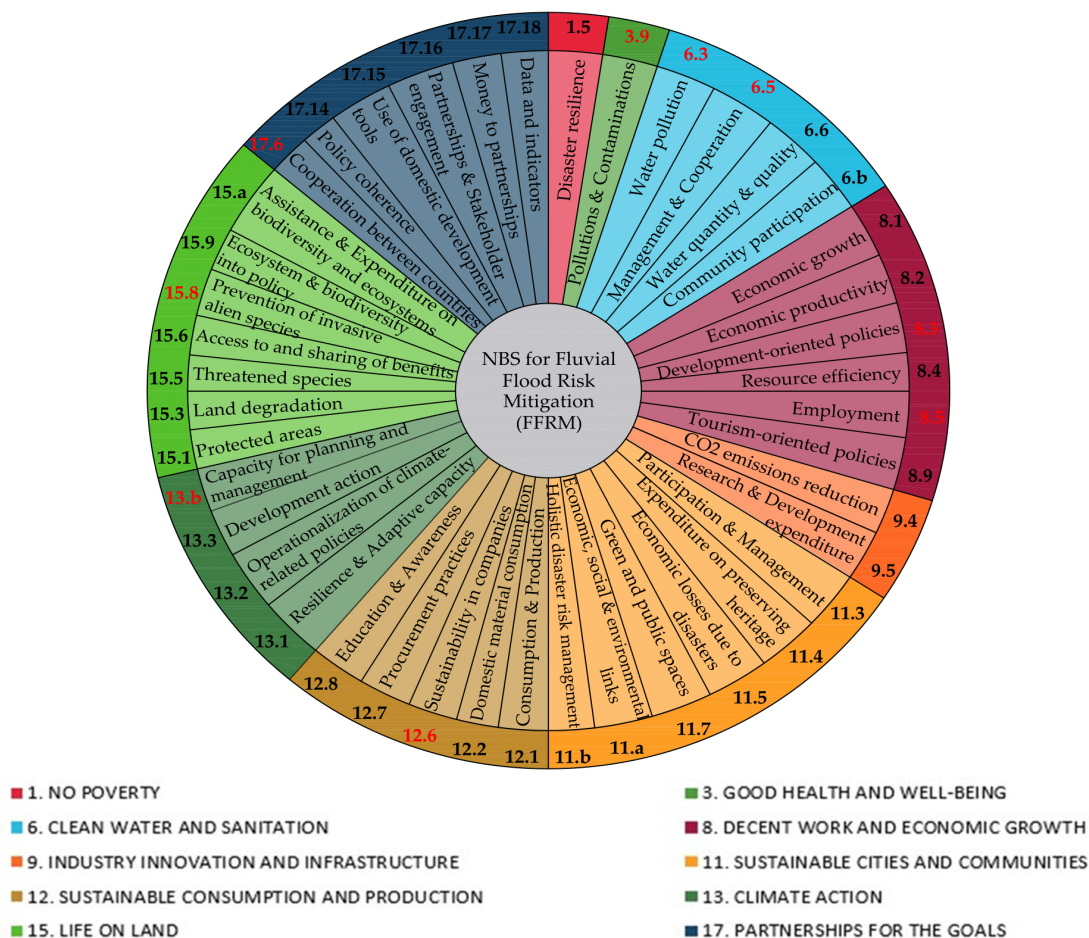 1.5
Disaster resilience
3.9
Pollutions & Contaminations
6.3
Water pollution
6.5
Management & Cooperation
6.6
Water quantity & quality
6.b
Community participation
8.1
Economic growth
8.2
Economic productivity
8.3
Development-oriented policies
8.4
Resource efficiency
8.5
Employment
8.9
Tourism-oriented policies
9.4
CO2 emissions reduction
9.5
Research & Development
expenditure
11.3
Participation & Management
11.4
Expenditure on preserving
heritage
11.5
Economic losses due to
disasters
11.7
Green and public spaces
11.a
Economic, social & environmental
links
11.b
Holistic disaster risk management
12.1
Consumption & Production
12.2
Domestic material consumption
12.6
Sustainability in companies
12.7
Procurement practices
12.8
Education & Awareness
13.1
Resilience & Adaptive capacity
13.2
Operationalization of climate-
related policies
13.3
Development action
13.b
Capacity for planning and
management
15.1
Protected areas
15.3
Land degradation
15.5
Threatened species
15.6
Access to and sharing of benefits
15.8
Prevention of invasive
alien species
15.9
Ecosystem & biodiversity
into policy
15.a
Assistance & Expenditure on
biodiversity and ecosystems
17.6
Cooperation between countries
17.14
Policy coherence
17.15
Use of domestic development
tools
17.16
Partnerships & Stakeholder
engagement
17.17
Money to partnerships
17.18
Data and indicators
NBS for Fluvial
Flood Risk
Mitigation
(FFRM)
1. NO POVERTY
3. GOOD HEALTH AND WELL-BEING
6. CLEAN WATER AND SANITATION
8. DECENT WORK AND ECONOMIC GROWTH
9. INDUSTRY INNOVATION AND INFRASTRUCTURE
11. SUSTAINABLE CITIES AND COMMUNITIES
12. SUSTAINABLE CONSUMPTION AND PRODUCTION
13. CLIMATE ACTION
15. LIFE ON LAND
17. PARTNERSHIPS FOR THE GOALS